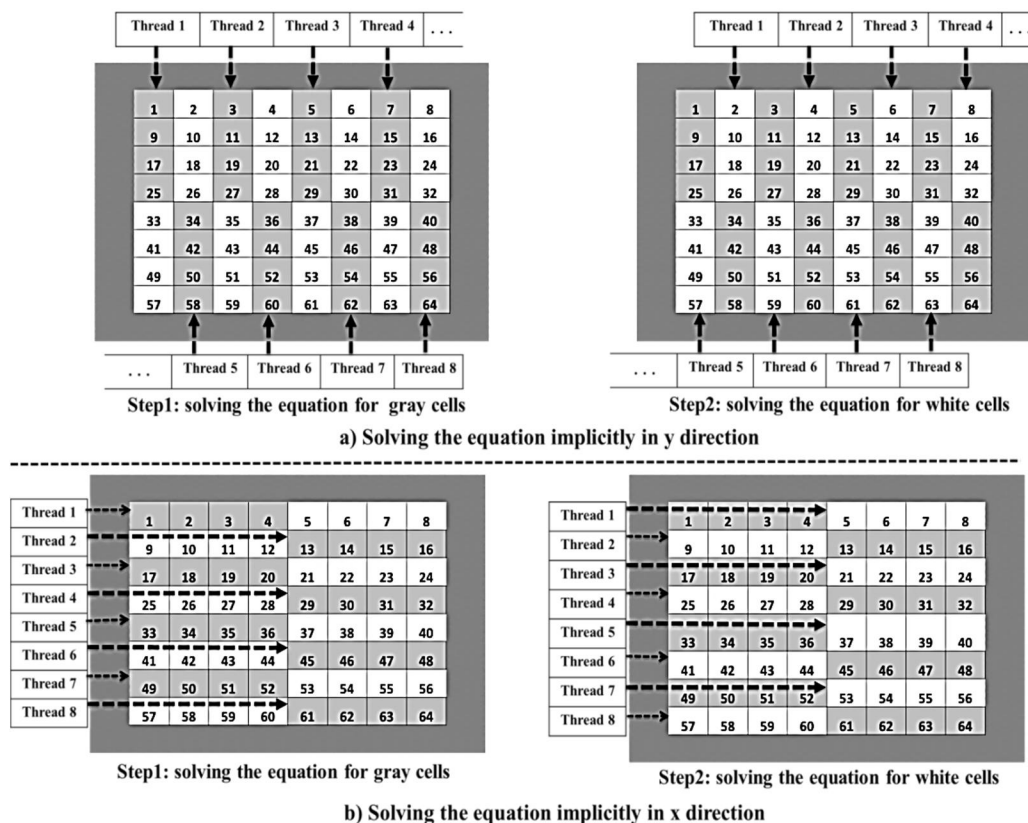 Thread 1 Thread 2 Thread 3 Thread 4 ...
1 2 3 4 5 6 7 8
9 10 11 12 13 14 15 16
17 18 19 20 21 22 23 24
25 26 27 28 29 30 31 32
33 34 35 36 37 38 39 40
41 42 43 44 45 46 47 48
49 50 51 52 53 54 55 56
57 58 59 60 61 62 63 64
... Thread 5 Thread 6 Thread 7 Thread 8
Step1: solving the equation for gray cells
Thread 1 Thread 2 Thread 3 Thread 4 ...
1 2 3 4 5 6 7 8
9 10 11 12 13 14 15 16
17 18 19 20 21 22 23 24
25 26 27 28 29 30 31 32
33 34 35 36 37 38 39 40
41 42 43 44 45 46 47 48
49 50 51 52 53 54 55 56
57 58 59 60 61 62 63 64
... Thread 5 Thread 6 Thread 7 Thread 8
Step2: solving the equation for white cells
a) Solving the equation implicitly in y direction
Thread 1 1 2 3 4 5 6 7 8
Thread 2 9 10 11 12 13 14 15 16
Thread 3 17 18 19 20 21 22 23 24
Thread 4 25 26 27 28 29 30 31 32
Thread 5 33 34 35 36 37 38 39 40
Thread 6 41 42 43 44 45 46 47 48
Thread 7 49 50 51 52 53 54 55 56
Thread 8 57 58 59 60 61 62 63 64
Step1: solving the equation for gray cells
Thread 1 1 2 3 4 5 6 7 8
Thread 2 9 10 11 12 13 14 15 16
Thread 3 17 18 19 20 21 22 23 24
Thread 4 25 26 27 28 29 30 31 32
Thread 5 33 34 35 36 37 38 39 40
Thread 6 41 42 43 44 45 46 47 48
Thread 7 49 50 51 52 53 54 55 56
Thread 8 57 58 59 60 61 62 63 64
Step2: solving the equation for white cells
b) Solving the equation implicitly in x direction